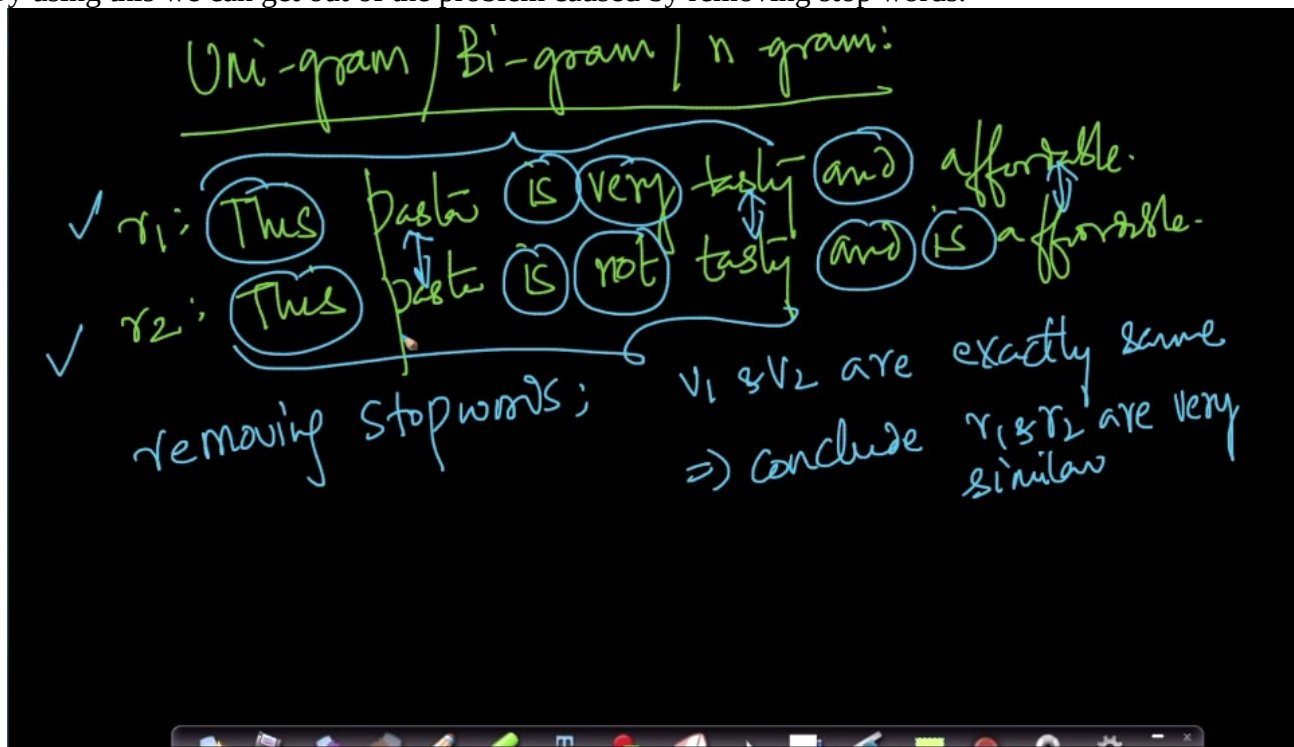 by using this we can get out of the problem caused by removing stop words.
Uni-gram / Bi-gram / n gram:
r1: This pasta is very tasty and affordable.
r2: This pasta is not tasty and is affordable.
removing stopwords; v1 & v2 are exactly same
=> conclude r1 & r2 are very
similar